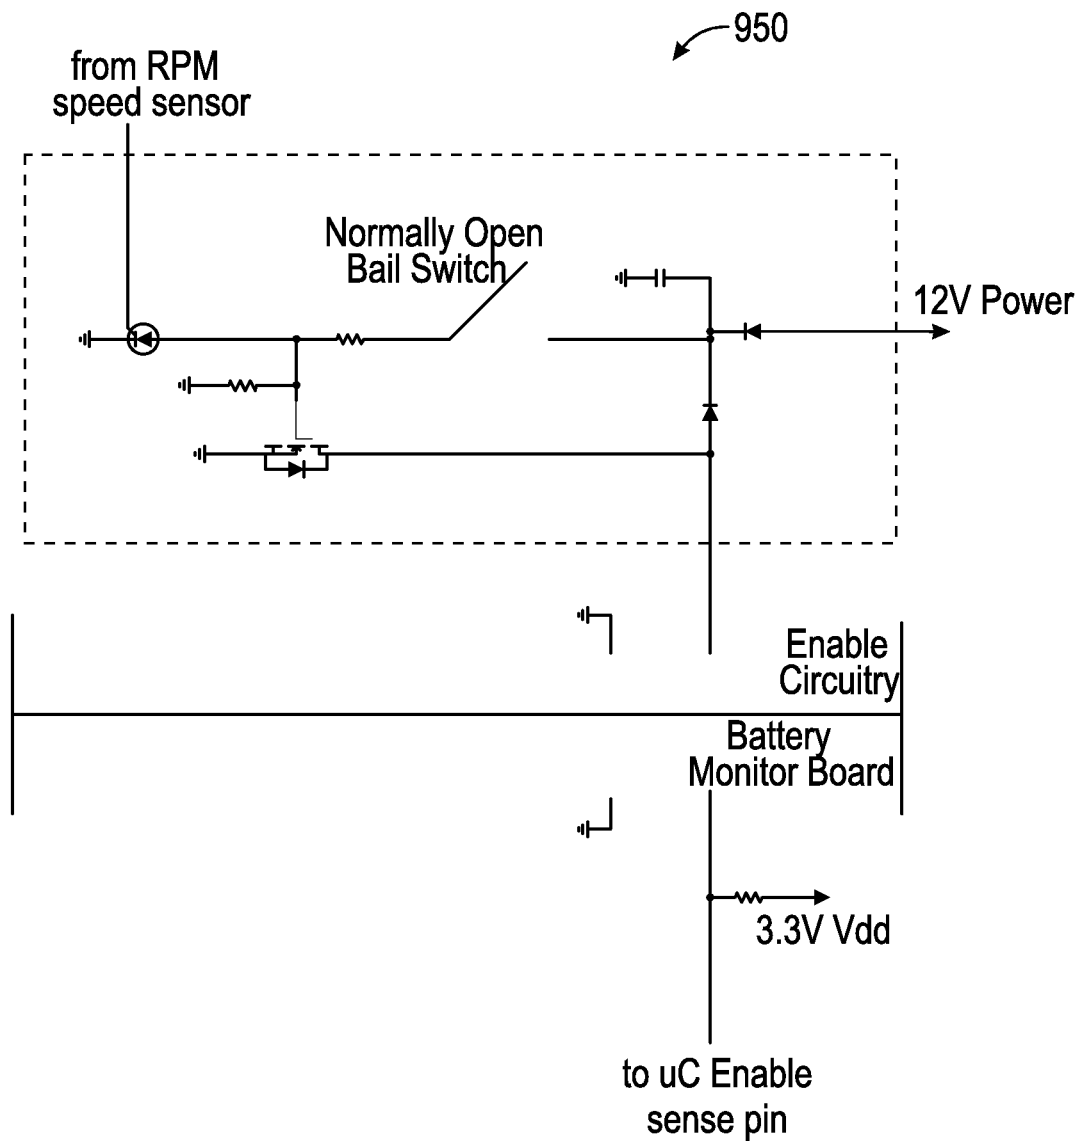 950
from RPM
speed sensor
Normally Open
Bail Switch
12V Power
Enable
Circuitry
Battery
Monitor Board
3.3V Vdd
to uC Enable
sense pin